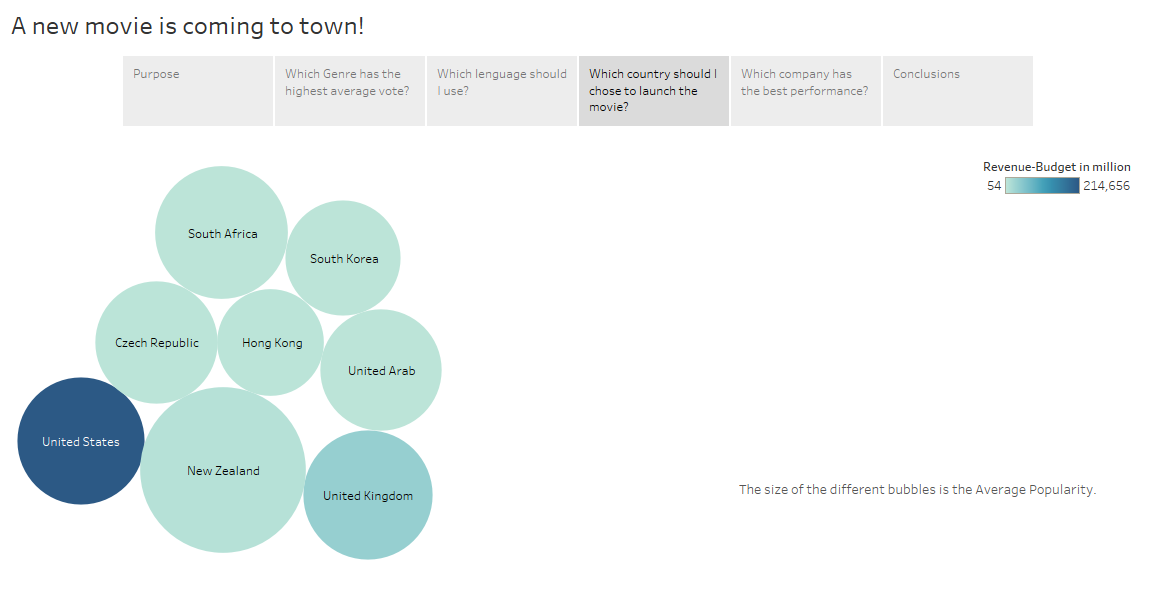 A new movie is coming to town!
Purpose
Which Genre has the
highest average vote?
Which lenguage should
I use?
Which country should I
chose to launch the
movie?
Which company has
the best performance?
Conclusions
Revenue-Budget in million
54
214,656
South Africa
South Korea
Czech Republic
Hong Kong
United Arab
United States
New Zealand
United Kingdom
The size of the different bubbles is the Average Popularity.